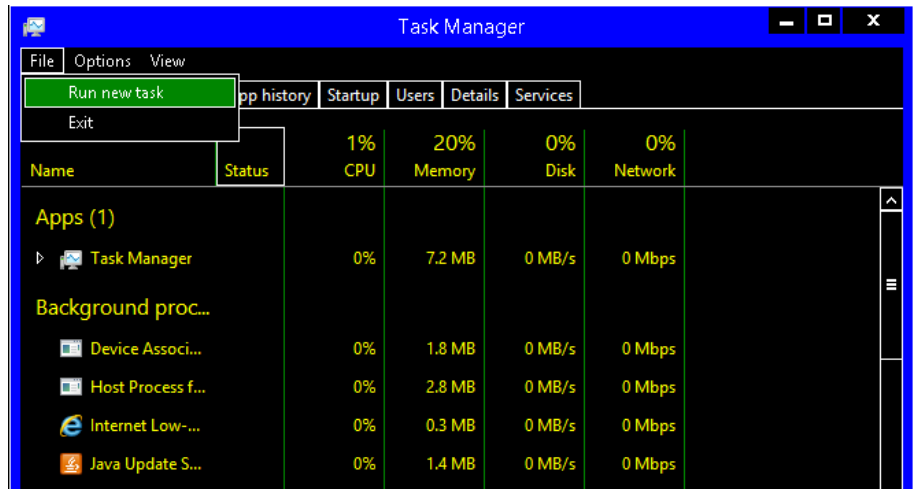 Task Manager
File Options View
Run new task
pp history Startup Users Details Services
Exit
1% 20% 0% 0%
Name Status CPU Memory Disk Network
Apps (1)
Task Manager 0% 7.2 MB 0 MB/s 0 Mbps
Background proc...
Device Associ... 0% 1.8 MB 0 MB/s 0 Mbps
Host Process f... 0% 2.8 MB 0 MB/s 0 Mbps
Internet Low-... 0% 0.3 MB 0 MB/s 0 Mbps
Java Update S... 0% 1.4 MB 0 MB/s 0 Mbps